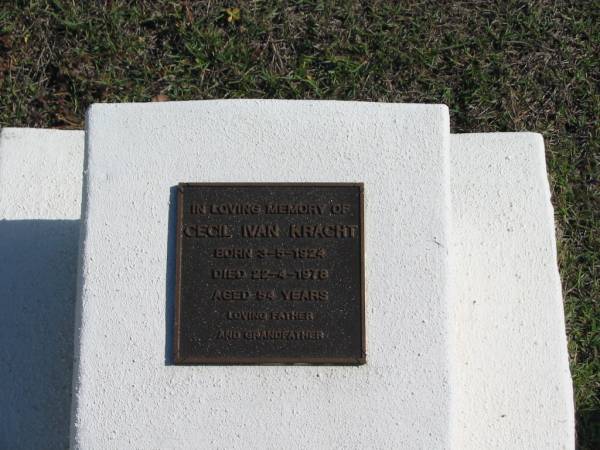 IN LOVING MEMORY OF
CECIL IVAN KRACHT
BORN 3-5-1924
DIED 22-4-1978
AGED 54 YEARS
LOVING FATHER
AND GRANDFATHER